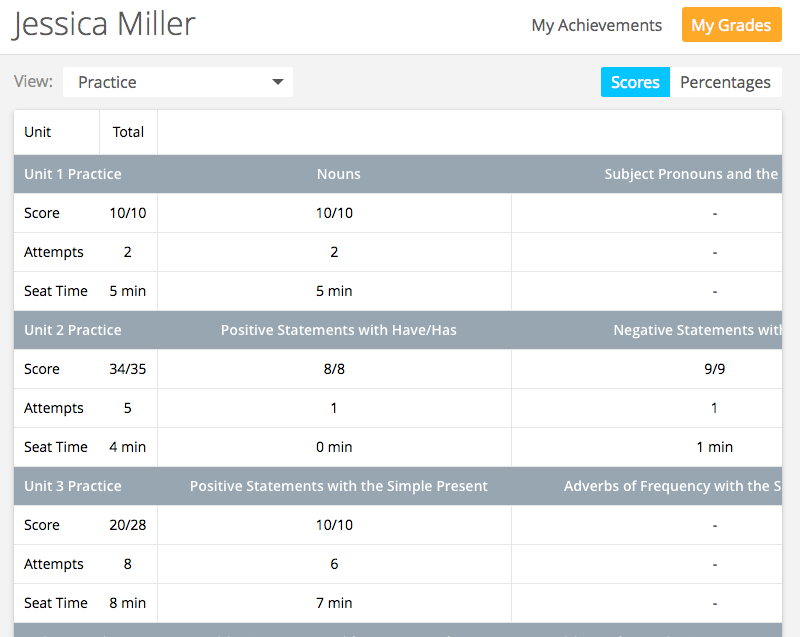 Jessica Miller My Achievements My Grades
View: Practice Scores Percentages
Unit Total
Unit 1 Practice Nouns Subject Pronouns and the
Score 10/10 10/10 -
Attempts 2 2 -
Seat Time 5 min 5 min -
Unit 2 Practice Positive Statements with Have/Has Negative Statements with
Score 34/35 8/8 9/9
Attempts 5 1 1
Seat Time 4 min 0 min 1 min
Unit 3 Practice Positive Statements with the Simple Present Adverbs of Frequency with the S
Score 20/28 10/10 -
Attempts 8 6 -
Seat Time 8 min 7 min -